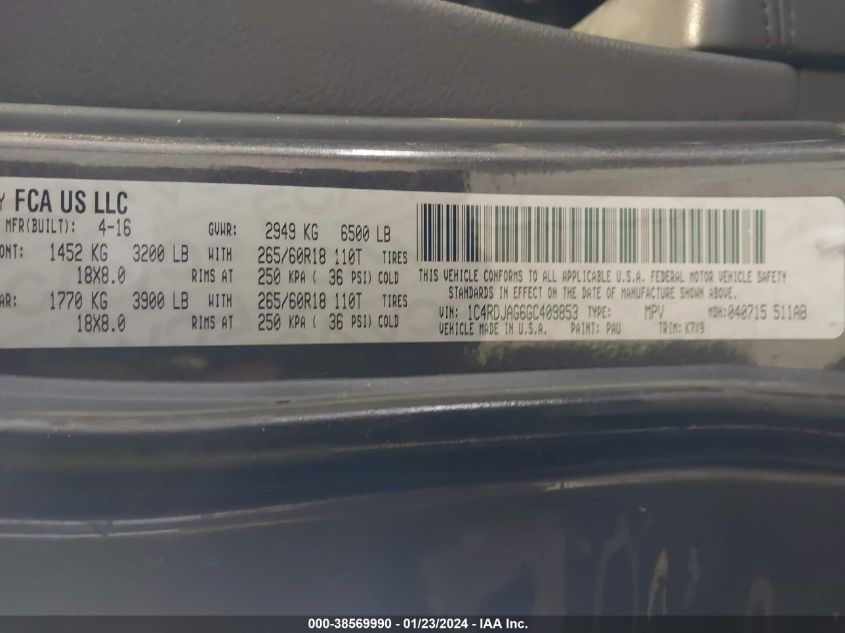 FCA US LLC
MFR(BUILT): 4-16 GVWR: 2949 KG 6500 LB
ONT: 1452 KG 3200 LB WITH 265/60R18 110T TIRES
18X8.0 RIMS AT 250 KPA ( 36 PSI) COLD
AR: 1770 KG 3900 LB WITH 265/60R18 110T TIRES
18X8.0 RIMS AT 250 KPA ( 36 PSI) COLD
THIS VEHICLE CONFORMS TO ALL APPLICABLE U.S.A. FEDERAL MOTOR VEHICLE SAFETY
STANDARDS IN EFFECT ON THE DATE OF MANUFACTURE SHOWN ABOVE.
VIN: 1C4RDJAG6GC409853 TYPE: MPV MDH: 040715 511AB
VEHICLE MADE IN U.S.A. PAINT: PAU TRIM: K7X9
000-38569990 - 01/23/2024 - IAA Inc.